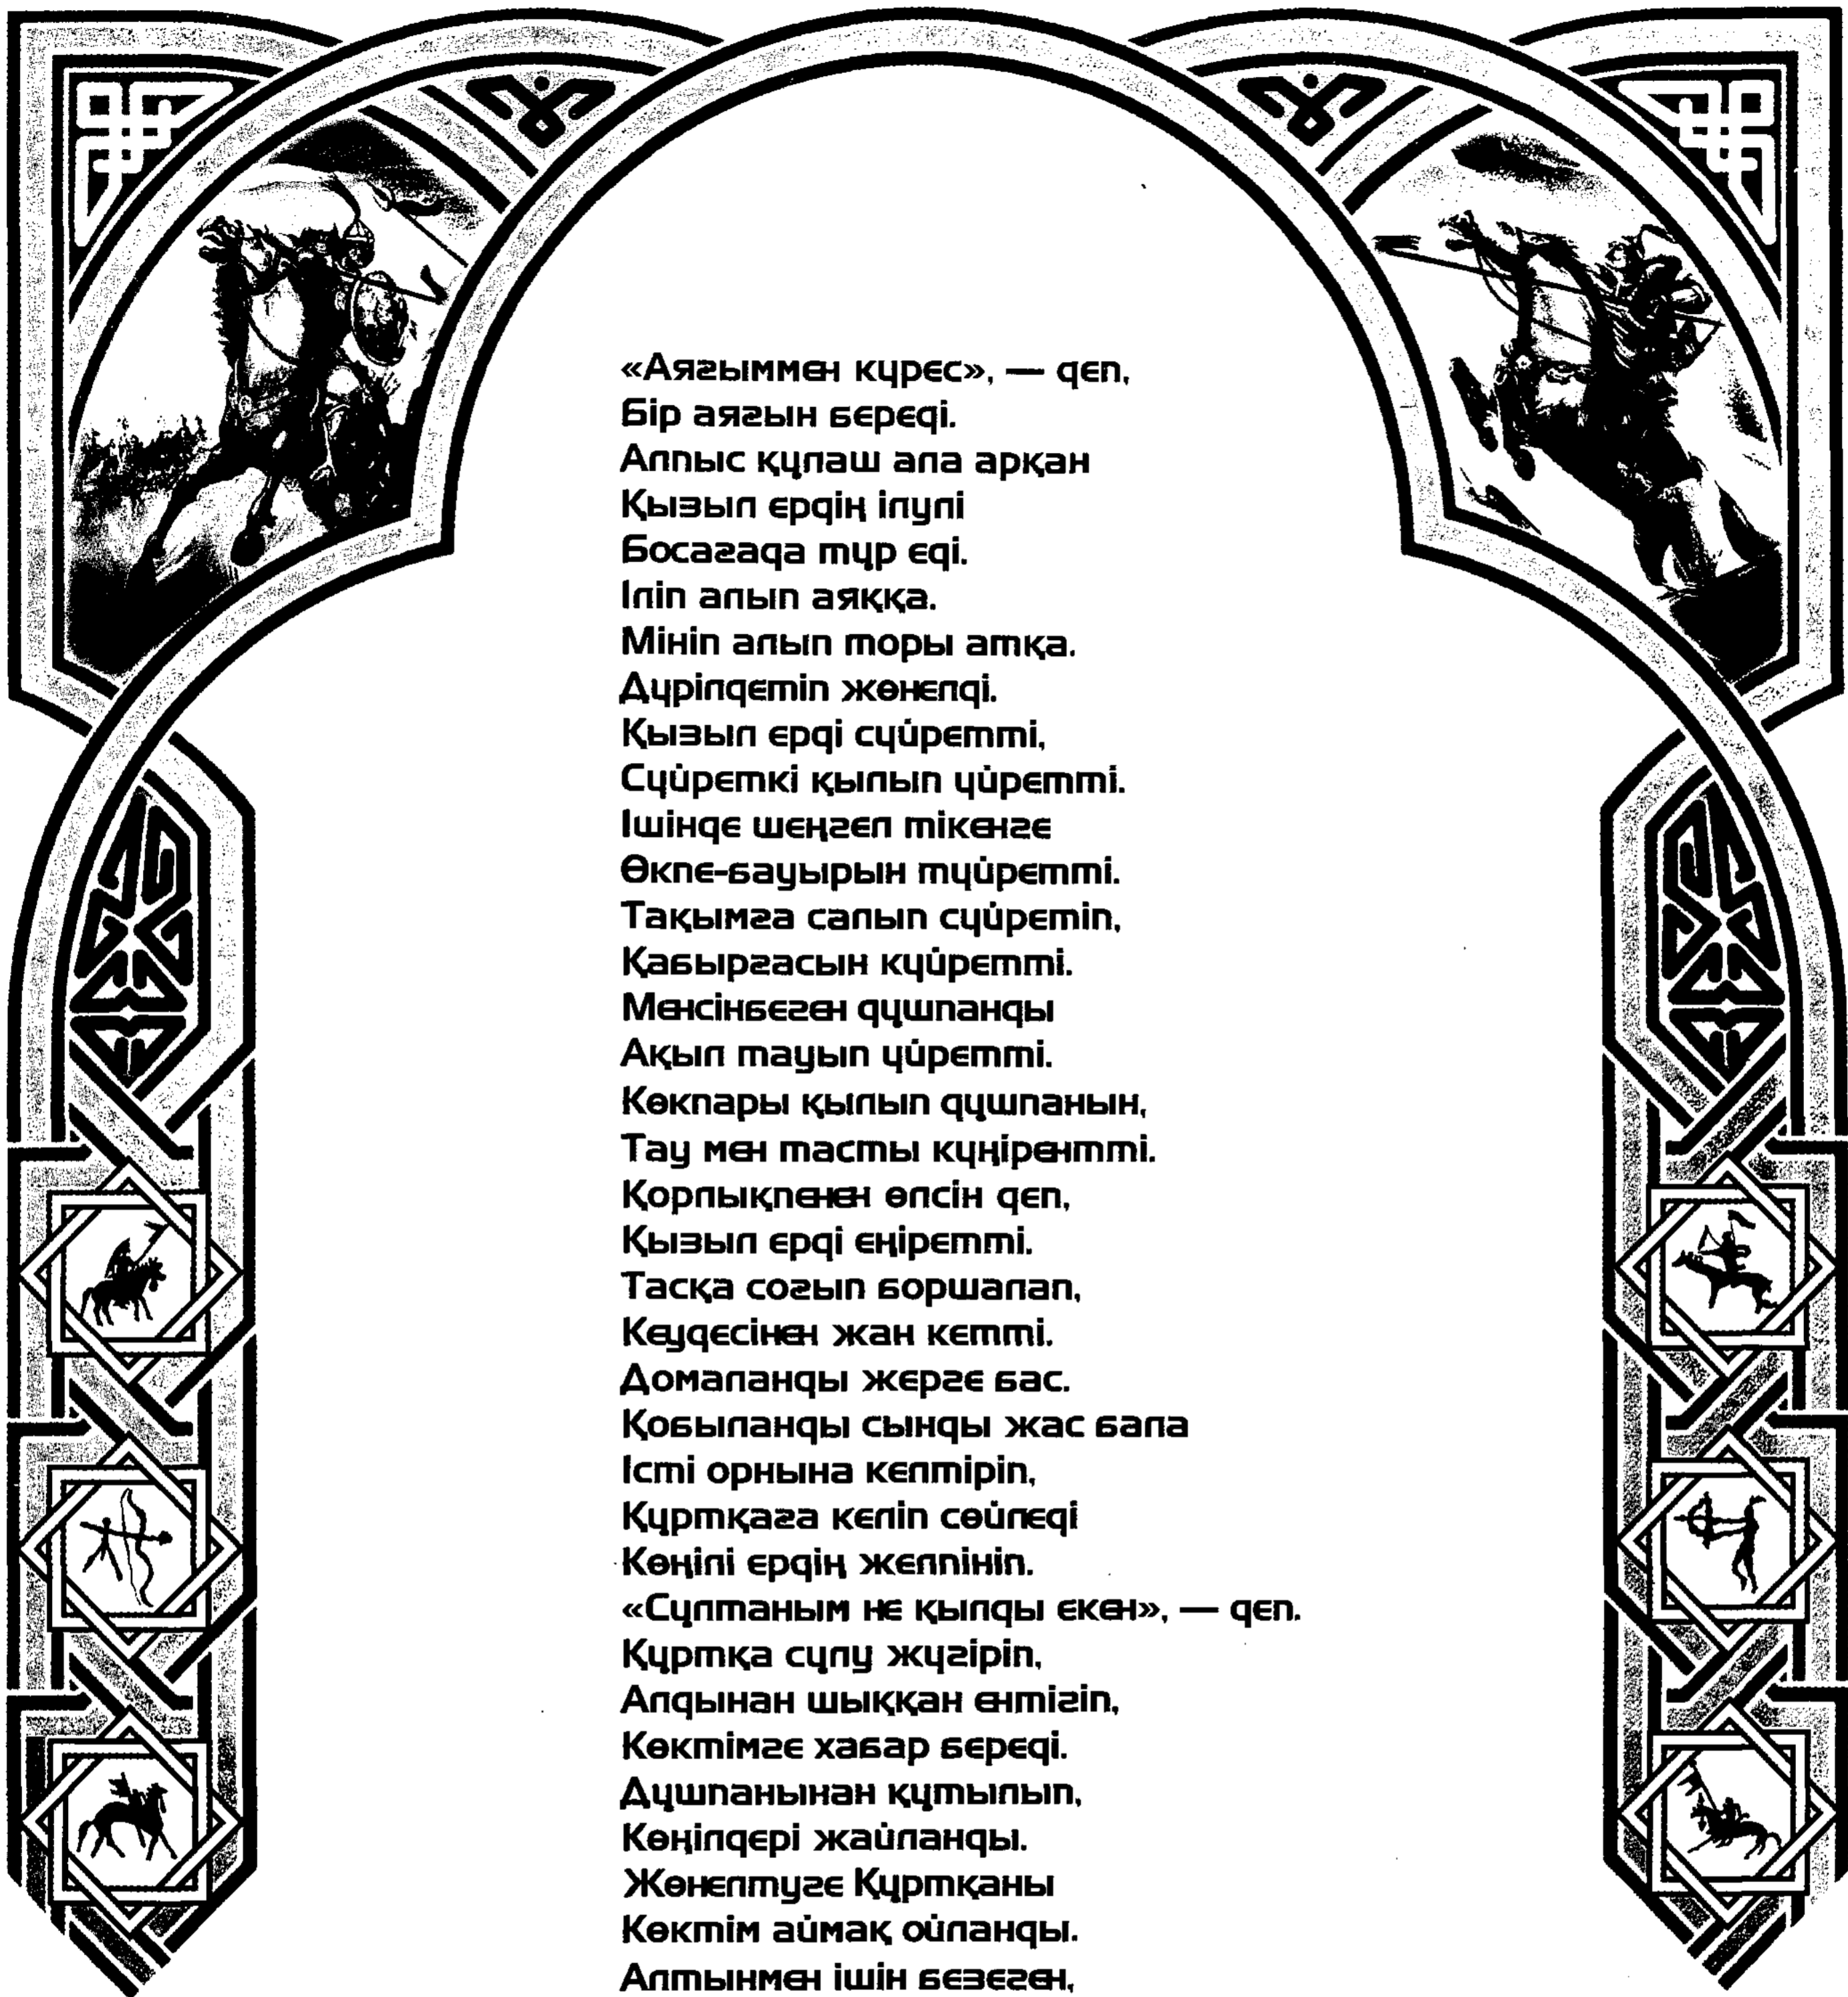 «Аяғыммен күрес», — деп,
Бір аяғын береді.
Алпыс құлаш ала арқан
Қызыл ердің ілулі
Босағада тұр еді.
Іліп алып аяққа.
Мініп алып торы атқа.
Дүрілдетіп жөнелді.
Қызыл ерді сүйретті,
Сүйреткі қылып үйретті.
Ішінде шеңгел тікенге
Өкпе-бауырын түйретті.
Тақымға салып сүйретіп,
Қабырғасын күйретті.
Менсінбеген дұшпанды
Ақыл тауып үйретті.
Көкпары қылып дұшпанын,
Тау мен тасты күңірентті.
Қорлықпенен өлсін деп,
Қызыл ерді еңіретті.
Тасқа соғып боршалап,
Кеудесінен жан кетті.
Домаланды жерге бас.
Қобыланды сынды жас бала
Істі орнына келтіріп,
Құртқаға келіп сөйледі
Көңілі ердің желпініп.
«Сұлтаным не қылды екен», — деп.
Құртқа сұлу жүгіріп,
Алдынан шыққан ентігіп,
Көктімге хабар береді.
Дұшпанынан құтылып,
Көңілдері жайланды.
Жөнелтуге Құртқаны
Көктім аймақ ойланды.
Алтынмен ішін безеген,